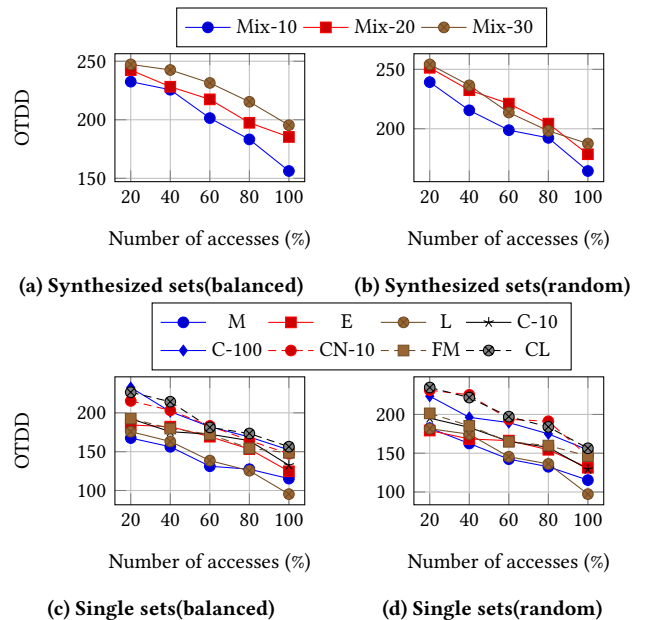 Mix-10 Mix-20 Mix-30
250
200
150
OTDD
20 40 60 80 100
Number of accesses (%)
(a) Synthesized sets(balanced)
200
20 40 60 80 100
Number of accesses (%)
(b) Synthesized sets(random)
M E L C-10
C-100 CN-10 FM CL
200
150
100
OTDD
20 40 60 80 100
Number of accesses (%)
(c) Single sets(balanced)
200
150
100
20 40 60 80 100
Number of accesses (%)
(d) Single sets(random)